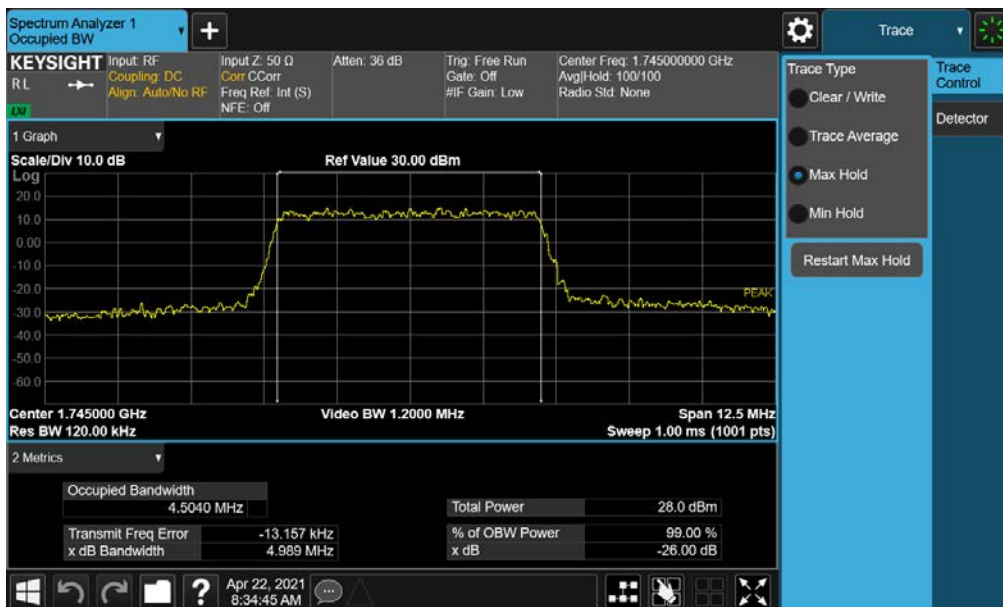 Spectrum Analyzer 1
Occupied BW
+
Trace
KEYSIGHT
RL
LXI
Input: RF
Coupling: DC
Align: Auto/No RF
Input Z: 50 Ω
Corr CCorr
Freq Ref: Int (S)
NFE: Off
Atten: 36 dB
Trig: Free Run
Gate: Off
#IF Gain: Low
Center Freq: 1.745000000 GHz
Avg|Hold: 100/100
Radio Std: None
Trace Type
Clear / Write
Trace Average
Max Hold
Min Hold
Restart Max Hold
Trace
Control
Detector
1 Graph
Scale/Div 10.0 dB
Ref Value 30.00 dBm
Log
20.0
10.0
0.00
-10.0
-20.0
-30.0
-40.0
-50.0
-60.0
PEAK
Center 1.745000 GHz
Video BW 1.2000 MHz
Span 12.5 MHz
Res BW 120.00 kHz
Sweep 1.00 ms (1001 pts)
2 Metrics
Occupied Bandwidth
4.5040 MHz
Total Power 28.0 dBm
Transmit Freq Error -13.157 kHz
% of OBW Power 99.00 %
x dB Bandwidth 4.989 MHz
x dB -26.00 dB
?
Apr 22, 2021
8:34:45 AM